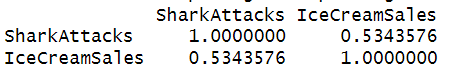 SharkAttacks IceCreamSales
SharkAttacks 1.0000000 0.5343576
IceCreamSales 0.5343576 1.0000000